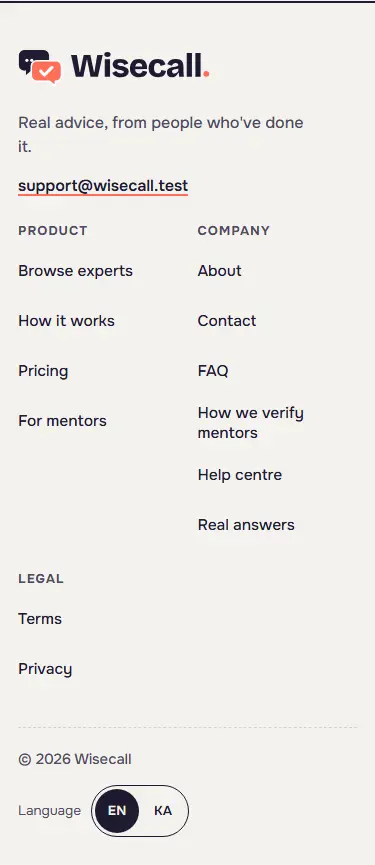 Wisecall.
Real advice, from people who've done
it.
support@wisecall.test
PRODUCT
Browse experts
How it works
Pricing
For mentors
COMPANY
About
Contact
FAQ
How we verify
mentors
Help centre
Real answers
LEGAL
Terms
Privacy
© 2026 Wisecall
Language EN KA